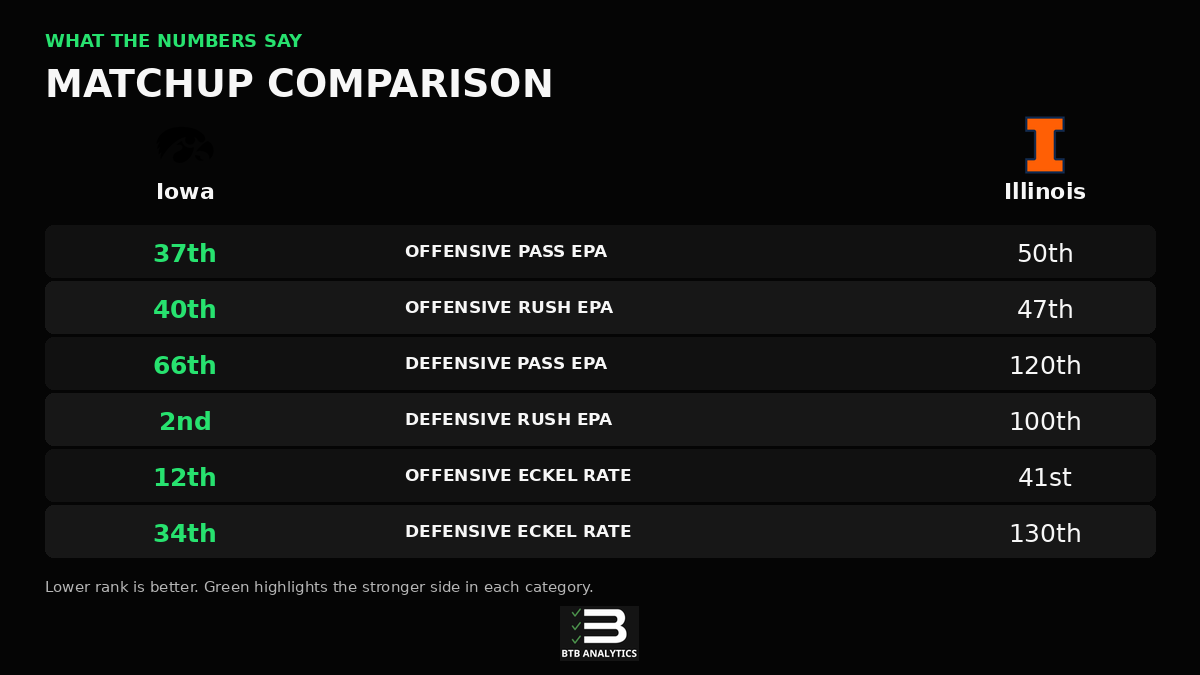 WHAT THE NUMBERS SAY
MATCHUP COMPARISON
Iowa
Illinois
37th OFFENSIVE PASS EPA 50th
40th OFFENSIVE RUSH EPA 47th
66th DEFENSIVE PASS EPA 120th
2nd DEFENSIVE RUSH EPA 100th
12th OFFENSIVE ECKEL RATE 41st
34th DEFENSIVE ECKEL RATE 130th
Lower rank is better. Green highlights the stronger side in each category.
BTB ANALYTICS